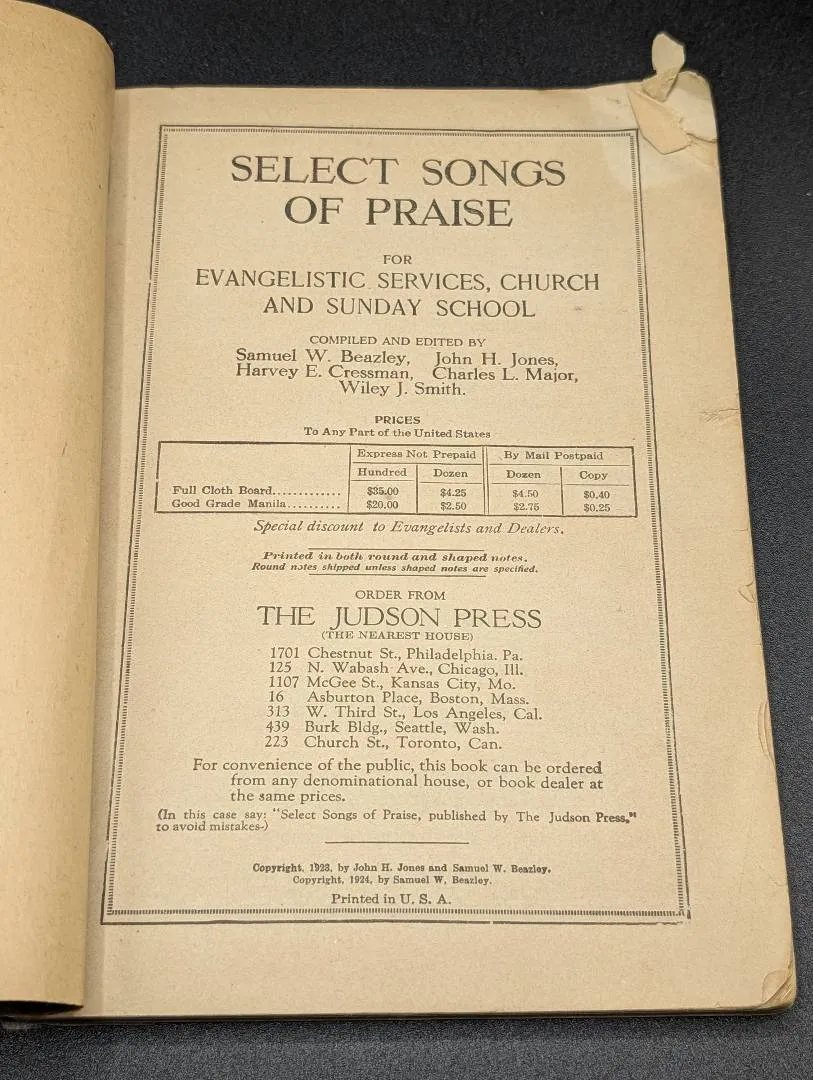 SELECT SONGS
OF PRAISE
FOR
EVANGELISTIC SERVICES, CHURCH
AND SUNDAY SCHOOL
COMPILED AND EDITED BY
Samuel W. Beazley, John H. Jones,
Harvey E. Cressman, Charles L. Major,
Wiley J. Smith.
PRICES
To Any Part of the United States
Express Not Prepaid By Mail Postpaid
Hundred Dozen Dozen Copy
Full Cloth Board............ $35.00 $4.25 $4.50 $0.40
Good Grade Manila.......... $20.00 $2.50 $2.75 $0.25
Special discount to Evangelists and Dealers.
Printed in both round and shaped notes.
Round notes shipped unless shaped notes are specified.
ORDER FROM
THE JUDSON PRESS
(THE NEAREST HOUSE)
1701 Chestnut St., Philadelphia. Pa.
125 N. Wabash Ave., Chicago, Ill.
1107 McGee St., Kansas City, Mo.
16 Asburton Place, Boston, Mass.
313 W. Third St., Los Angeles, Cal.
439 Burk Bldg., Seattle, Wash.
223 Church St., Toronto, Can.
For convenience of the public, this book can be ordered
from any denominational house, or book dealer at
the same prices.
(In this case say: "Select Songs of Praise, published by The Judson Press,"
to avoid mistakes-)
Copyright, 1923, by John H. Jones and Samuel W. Beazley.
Copyright, 1924, by Samuel W. Beazley.
Printed in U. S. A.